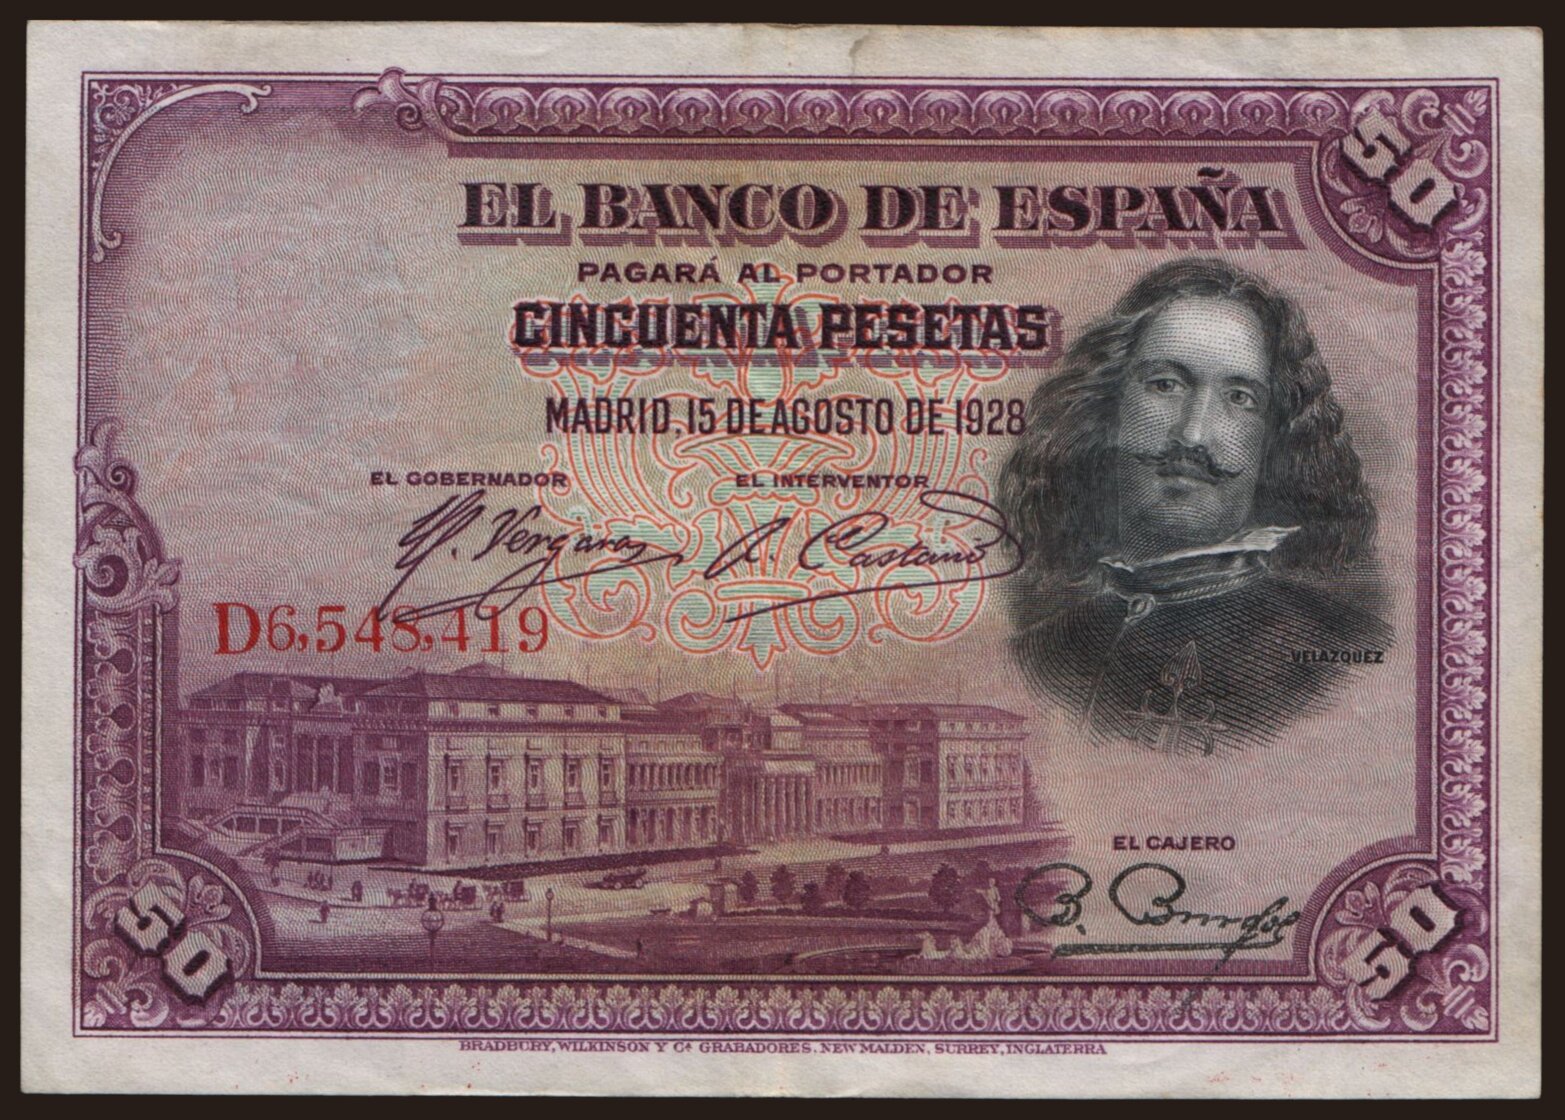 50
EL BANCO DE ESPAÑA
PAGARÁ AL PORTADOR
CINCUENTA PESETAS
MADRID, 15 DE AGOSTO DE 1928
EL GOBERNADOR EL INTERVENTOR
D6,548,419
VELAZQUEZ
EL CAJERO
50
50
BRADBURY, WILKINSON Y Cª GRABADORES. NEW MALDEN, SURREY, INGLATERRA